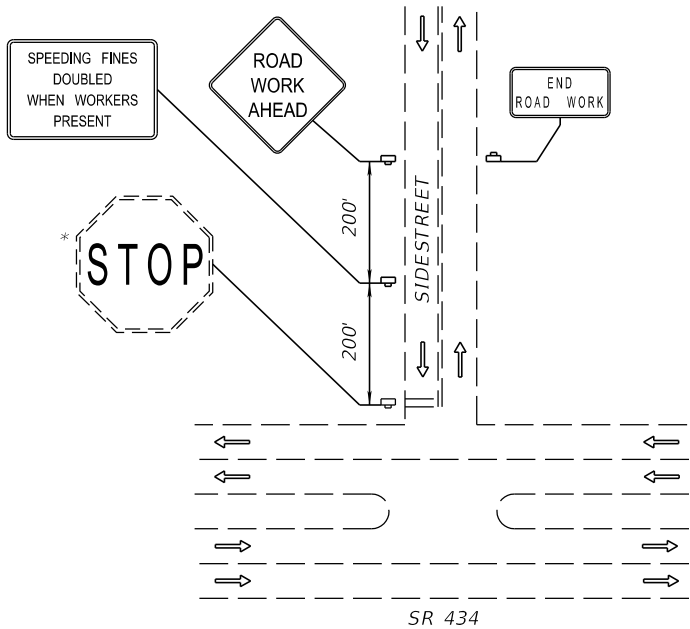 SPEEDING FINES
DOUBLED
WHEN WORKERS
PRESENT
ROAD
WORK
AHEAD
END
ROAD WORK
*
STOP
200'
200'
SIDESTREET
SR 434